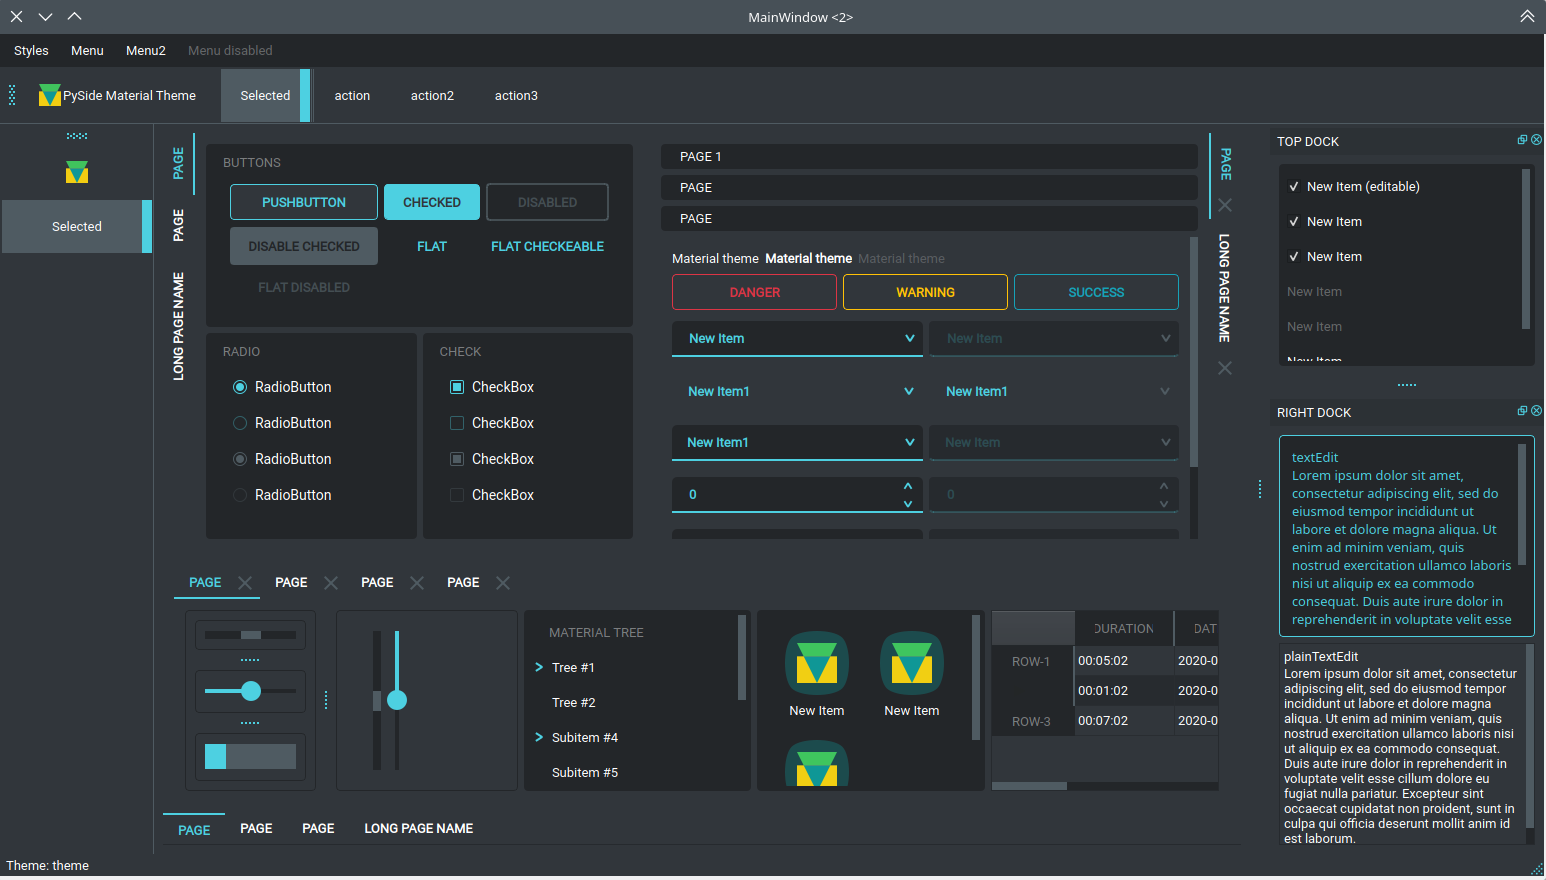 MainWindow <2>
Styles Menu Menu2 Menu disabled
PySide Material Theme Selected action action2 action3
Selected
PAGE
PAGE
LONG PAGE NAME
BUTTONS
PUSHBUTTON CHECKED DISABLED
DISABLE CHECKED FLAT FLAT CHECKEABLE
FLAT DISABLED
RADIO
RadioButton
RadioButton
RadioButton
RadioButton
CHECK
CheckBox
CheckBox
CheckBox
CheckBox
PAGE 1
PAGE
PAGE
Material theme Material theme Material theme
DANGER WARNING SUCCESS
New Item New Item
New Item1 New Item1
New Item1 New Item
0 0
PAGE
LONG PAGE NAME
TOP DOCK
New Item (editable)
New Item
New Item
New Item
New Item
New Item
RIGHT DOCK
textEdit
Lorem ipsum dolor sit amet,
consectetur adipiscing elit, sed do
eiusmod tempor incididunt ut
labore et dolore magna aliqua. Ut
enim ad minim veniam, quis
nostrud exercitation ullamco laboris
nisi ut aliquip ex ea commodo
consequat. Duis aute irure dolor in
reprehenderit in voluptate velit esse
plainTextEdit
Lorem ipsum dolor sit amet, consectetur
adipiscing elit, sed do eiusmod tempor
incididunt ut labore et dolore magna
aliqua. Ut enim ad minim veniam, quis
nostrud exercitation ullamco laboris nisi
ut aliquip ex ea commodo consequat.
Duis aute irure dolor in reprehenderit in
voluptate velit esse cillum dolore eu
fugiat nulla pariatur. Excepteur sint
occaecat cupidatat non proident, sunt in
culpa qui officia deserunt mollit anim id
est laborum.
PAGE PAGE PAGE PAGE
MATERIAL TREE
Tree #1
Tree #2
Subitem #4
Subitem #5
New Item New Item
DURATION DAT
ROW-1 00:05:02 2020-0
00:01:02 2020-0
ROW-3 00:07:02 2020-0
PAGE PAGE PAGE LONG PAGE NAME
Theme: theme